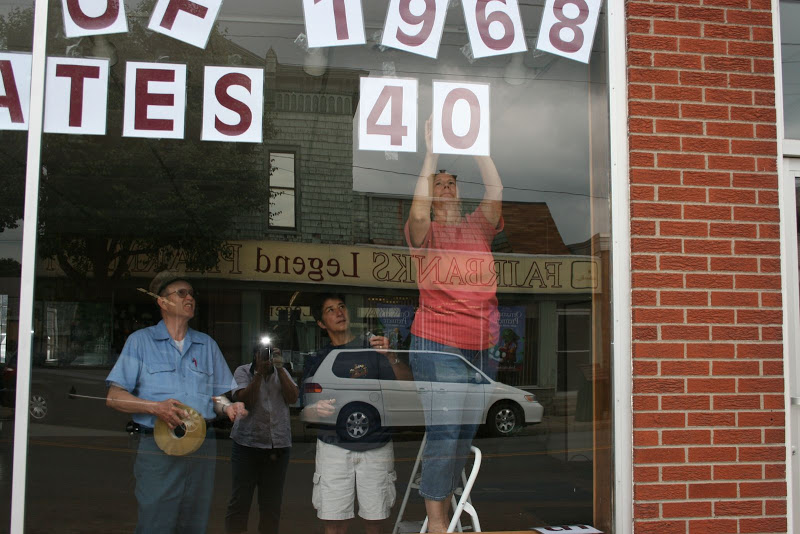 OF 1968
ATES 40
FAIRBANKS Legend